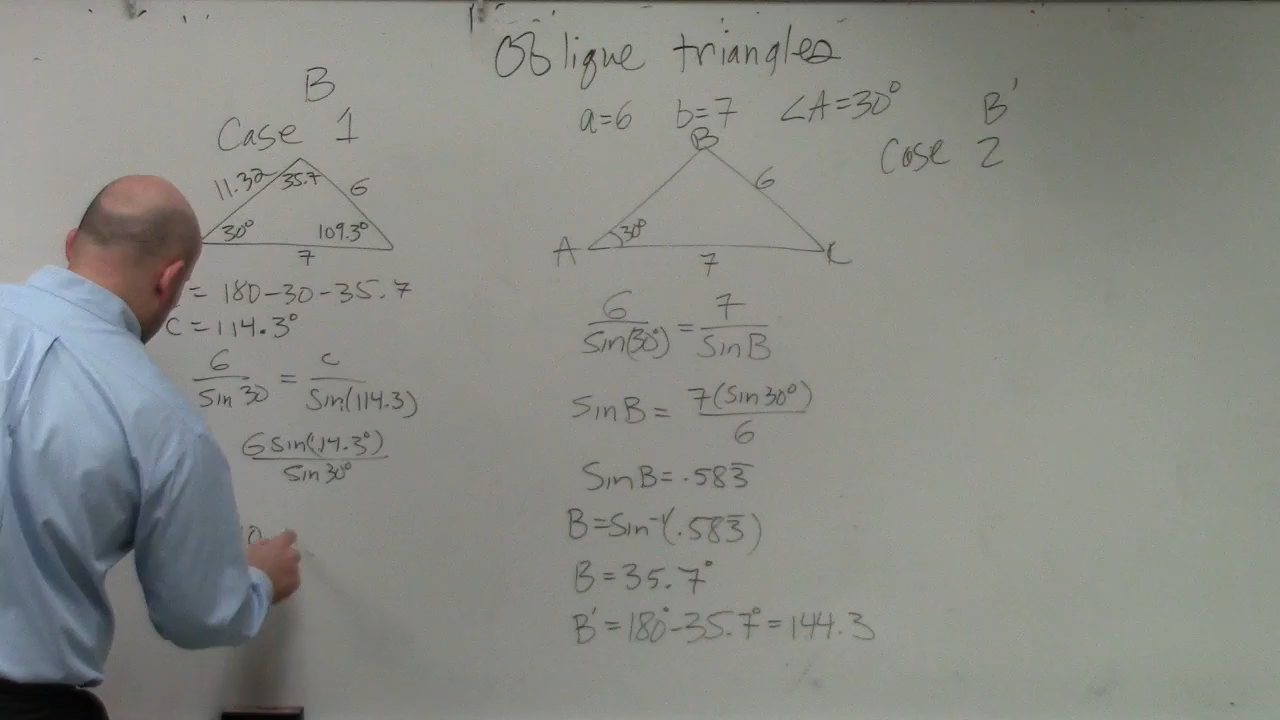 Oblique triangles
a=6 b=7 ∠A=30°
B
Case 1
11.32 35.7 6
30° 109.3°
7
= 180-30-35.7
C = 114.3°
6/Sin 30 = c/Sin(114.3)
6 Sin(14.3°)/Sin 30°
10
B
6
A 30° C
7
6/Sin(30°) = 7/Sin B
Sin B = 7(Sin 30°)/6
Sin B = .583̅
B = Sin⁻¹(.583̅)
B = 35.7°
B' = 180° - 35.7° = 144.3
B'
Case 2